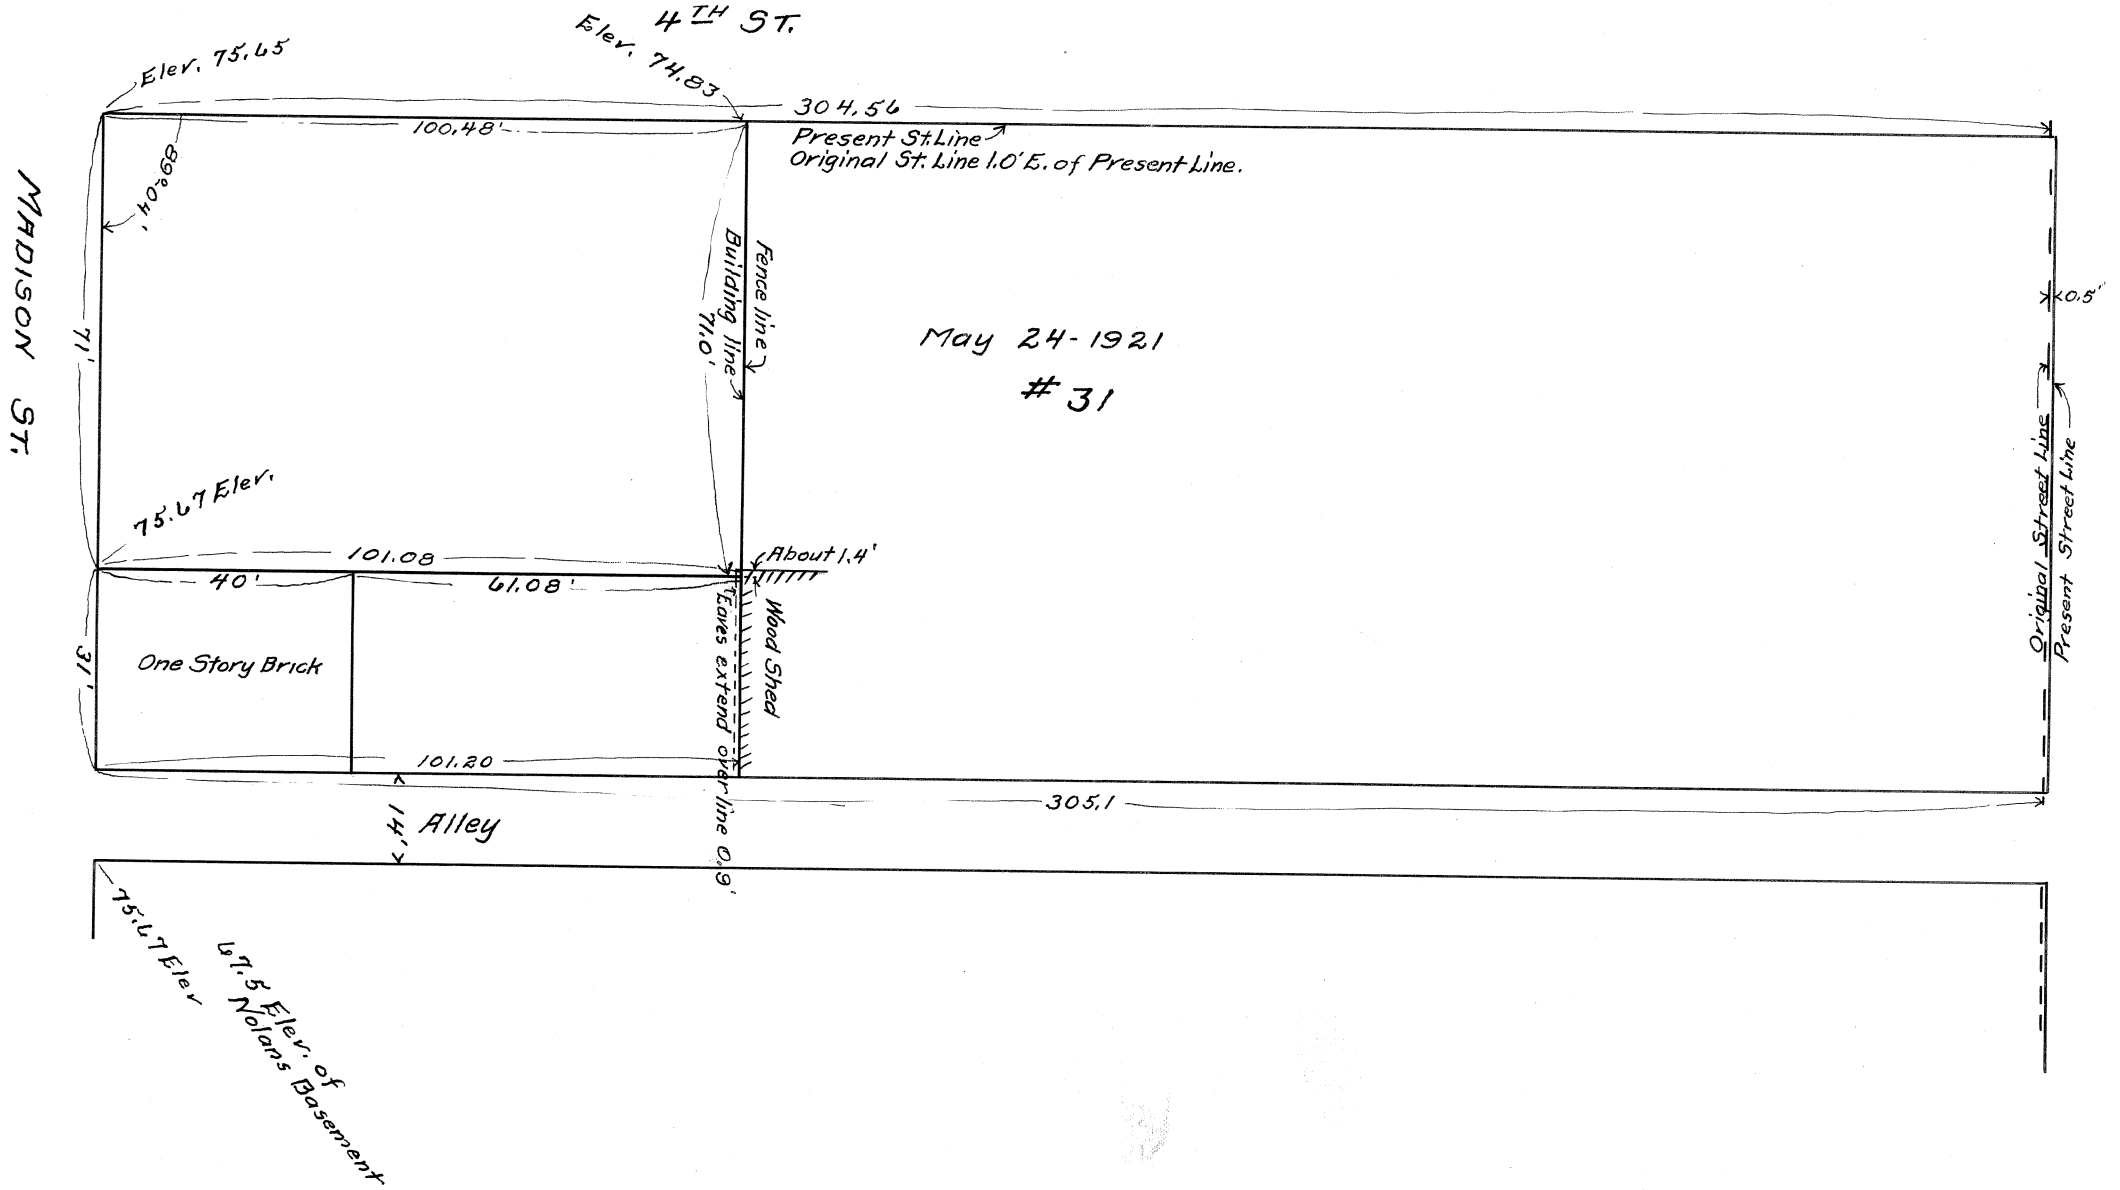 4TH ST.
Elev. 75.65
Elev. 74.83
304.56
100.48'
Present St. Line
Original St. Line 1.0' E. of Present Line.
89°-04'
MADISON ST.
71'
71.0'
Building line
Fence line
May 24-1921
# 31
0.5'
Original Street Line
Present Street Line
75.67 Elev.
101.08
About 1.4'
40'
61.08'
Eaves extend over line 0.9'
Wood Shed
31'
One Story Brick
101.20
305.1
14'
Alley
75.67 Elev
67.5 Elev. of
Nolans Basement